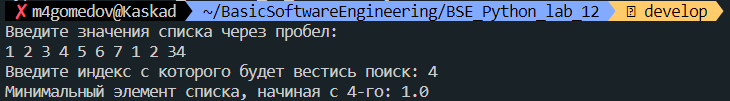 ✗ m4gomedov@Kaskad ~/BasicSoftwareEngineering/BSE_Python_lab_12 develop
Введите значения списка через пробел:
1 2 3 4 5 6 7 1 2 34
Введите индекс с которого будет вестись поиск: 4
Минимальный элемент списка, начиная с 4-го: 1.0